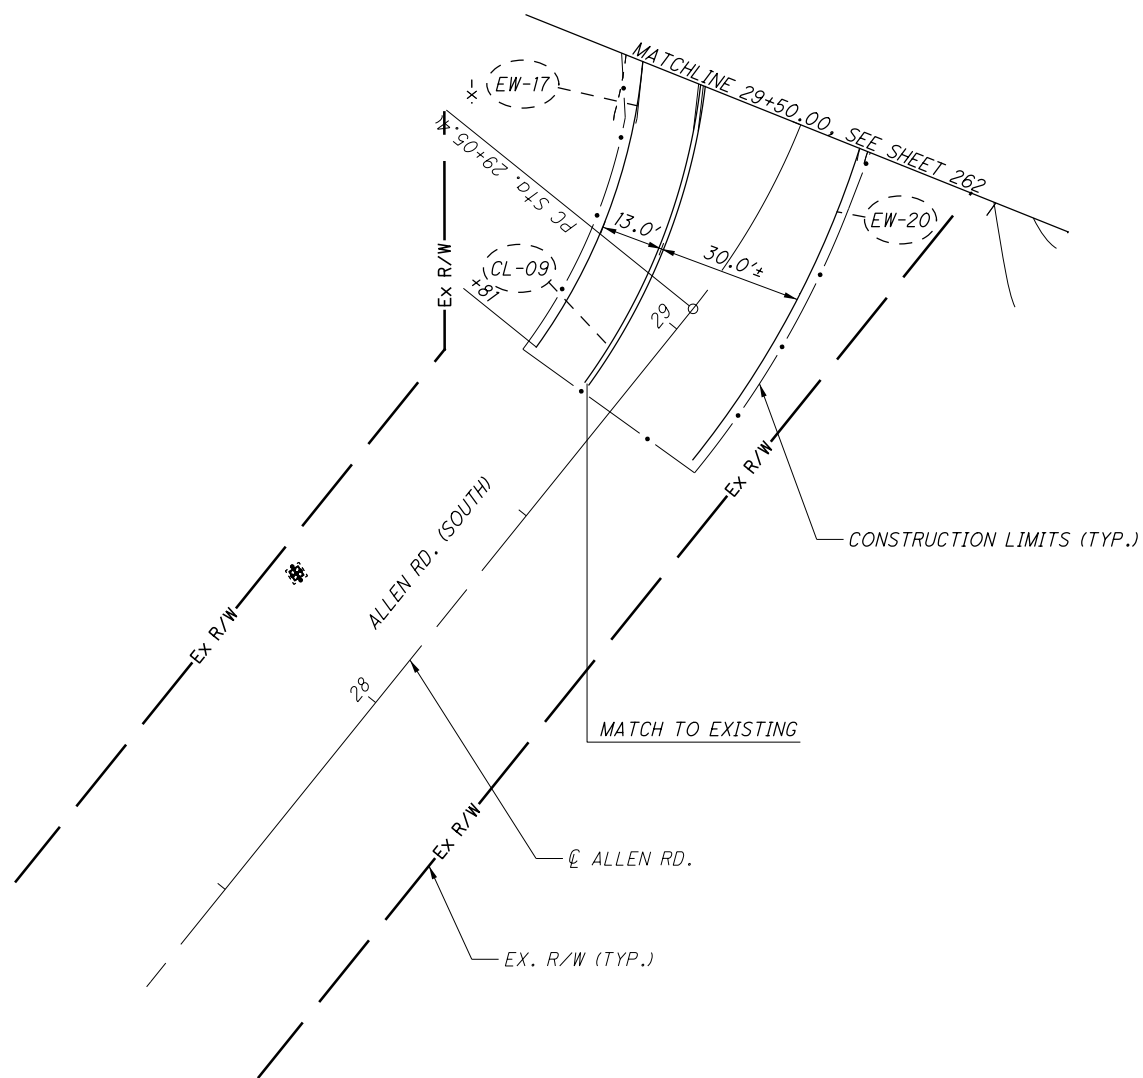 MATCHLINE 29+50.00, SEE SHEET 262
EW-17
PC Sta. 29+05.4
13.0'
30.0'±
EW-20
Ex R/W
CL-09
+81
29
Ex R/W
ALLEN RD. (SOUTH)
CONSTRUCTION LIMITS (TYP.)
Ex R/W
28
MATCH TO EXISTING
Ex R/W
℄ ALLEN RD.
EX. R/W (TYP.)